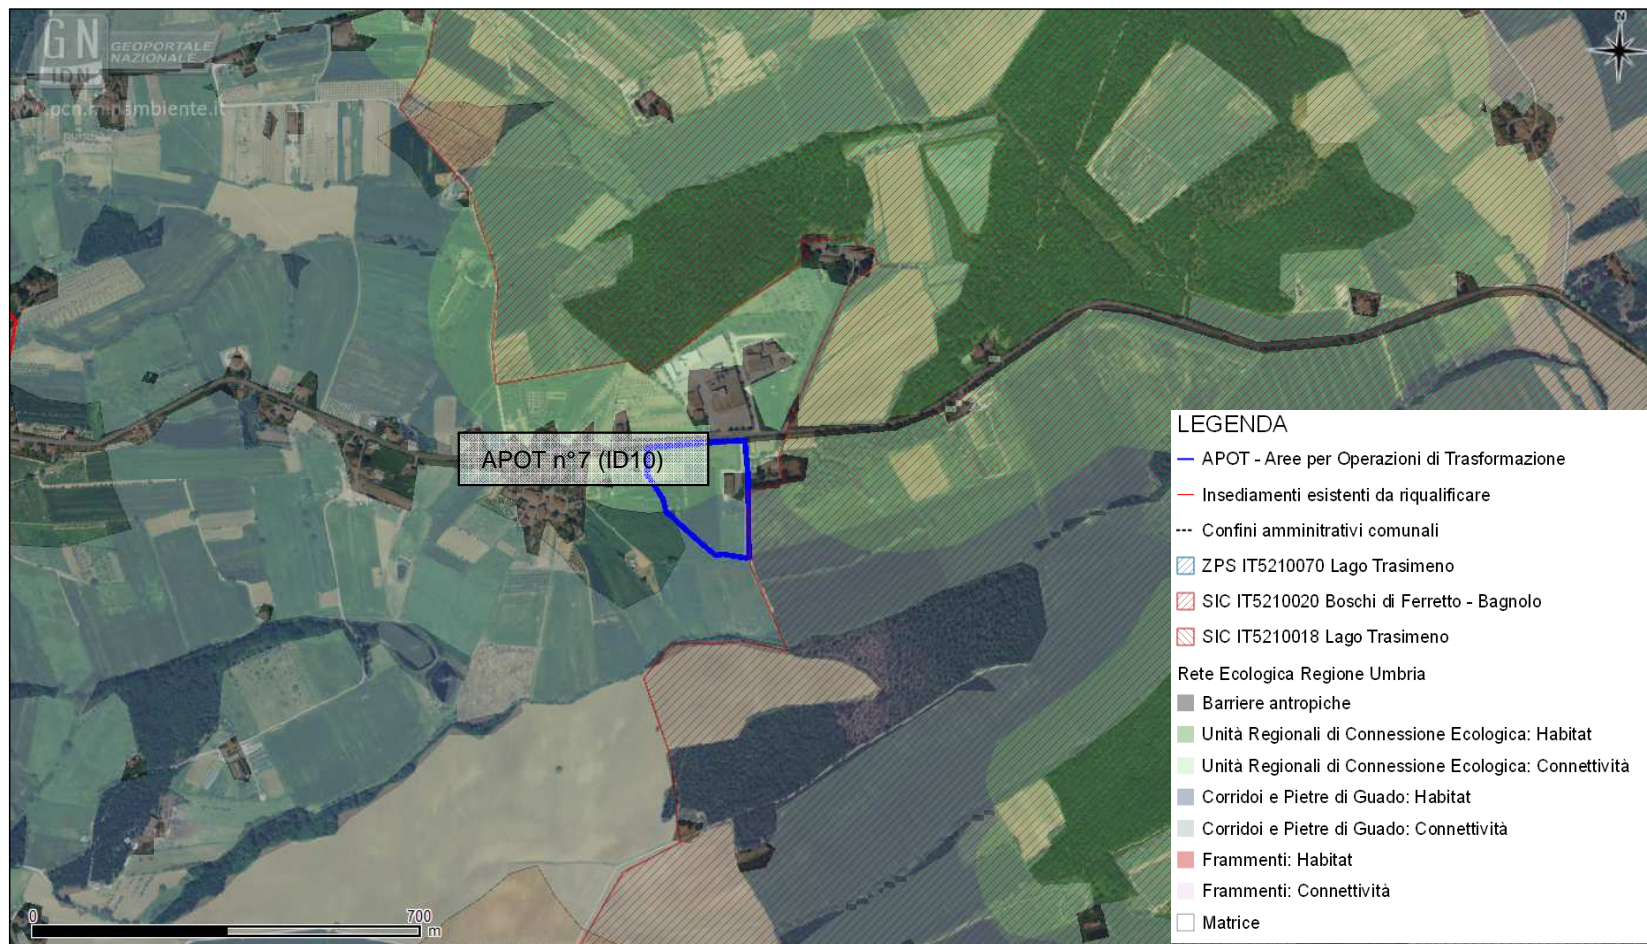 GN
GEOPORTALE
NAZIONALE
IDN
w.pcn.minambiente.it
N
APOT n°7 (ID10)
LEGENDA
APOT - Aree per Operazioni di Trasformazione
Insediamenti esistenti da riqualificare
Confini amminitrativi comunali
ZPS IT5210070 Lago Trasimeno
SIC IT5210020 Boschi di Ferretto - Bagnolo
SIC IT5210018 Lago Trasimeno
Rete Ecologica Regione Umbria
Barriere antropiche
Unità Regionali di Connessione Ecologica: Habitat
Unità Regionali di Connessione Ecologica: Connettività
Corridoi e Pietre di Guado: Habitat
Corridoi e Pietre di Guado: Connettività
Frammenti: Habitat
Frammenti: Connettività
Matrice
0 700
m